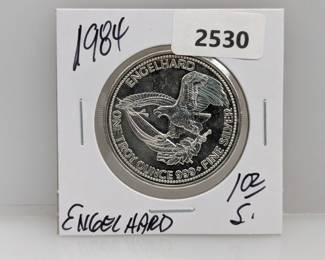 1984
2530
ENGELHARD
ONE TROY OUNCE 999+ FINE SILVER
1oz
S.
ENGELHARD